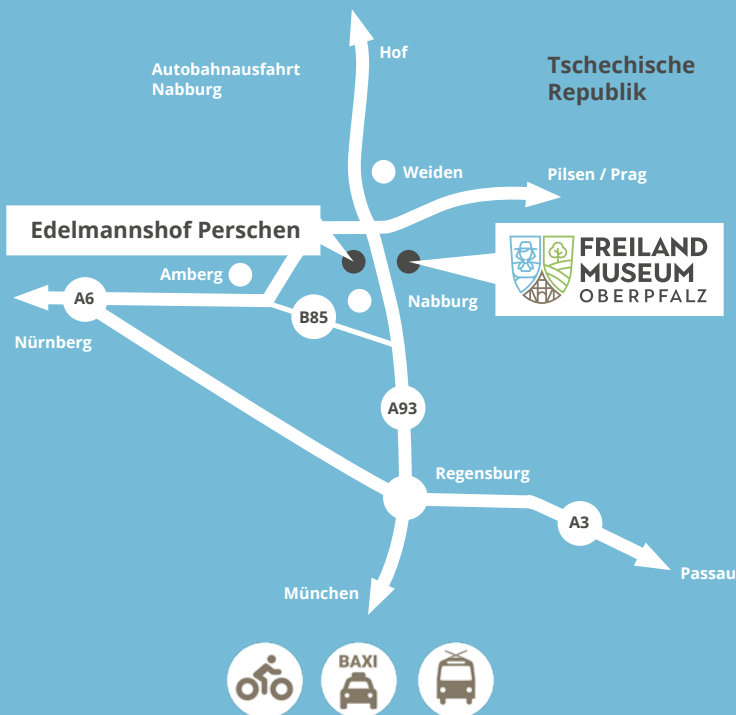 Hof
Autobahnausfahrt
Nabburg
Tschechische
Republik
Weiden
Pilsen / Prag
Edelmannshof Perschen
FREILAND
MUSEUM
OBERPFALZ
Amberg
A6
Nabburg
B85
Nürnberg
A93
Regensburg
A3
Passau
München
BAXI